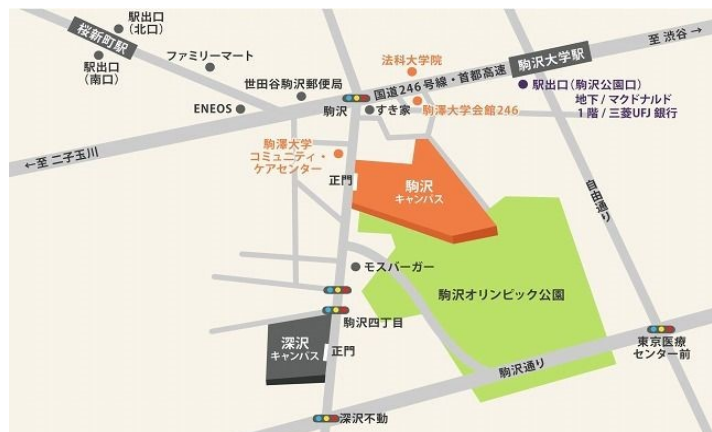 駅出口
（北口）
桜新町駅
駅出口
（南口）
ファミリーマート
世田谷駒沢郵便局
ENEOS
駒沢
すき家
法科大学院
国道246号線・首都高速
駒澤大学会館246
駒沢大学駅
至 渋谷 →
駅出口（駒沢公園口）
地下 / マクドナルド
1階 / 三菱UFJ 銀行
←至 二子玉川
駒澤大学
コミュニティ・
ケアセンター
正門
駒沢
キャンパス
自由通り
モスバーガー
駒沢オリンピック公園
駒沢四丁目
深沢
キャンパス
正門
駒沢通り
東京医療
センター前
深沢不動